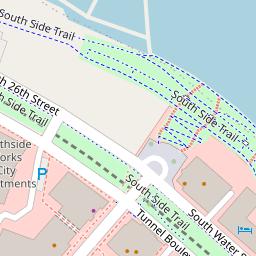 South Side Trail
South Side Trail
h 26th Street
h Side Trail
thside
orks
City
rtments
P
South Side Trail
South Water S
Tunnel Boule